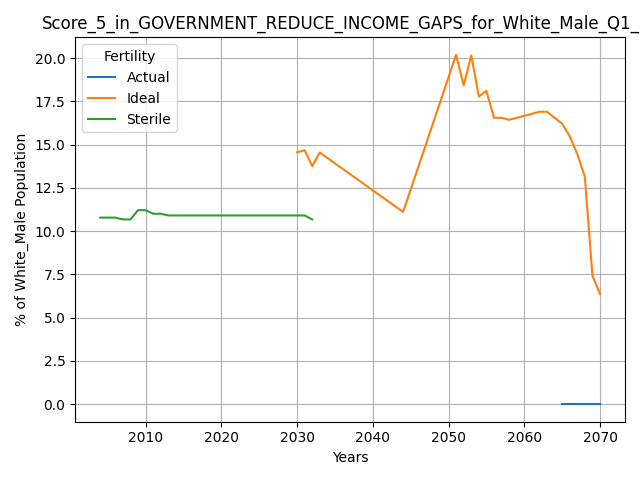 Score_5_in_GOVERNMENT_REDUCE_INCOME_GAPS_for_White_Male_Q1_
Fertility
Actual
Ideal
Sterile
% of White_Male Population
20.0
17.5
15.0
12.5
10.0
7.5
5.0
2.5
0.0
2010 2020 2030 2040 2050 2060 2070
Years